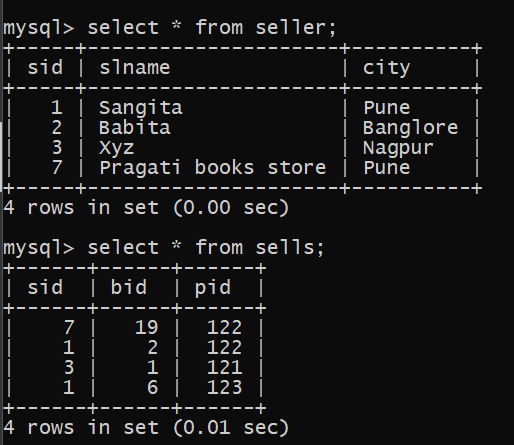 mysql> select * from seller;
+-----+---------------------+----------+
| sid | slname              | city     |
+-----+---------------------+----------+
|   1 | Sangita             | Pune     |
|   2 | Babita              | Banglore |
|   3 | Xyz                 | Nagpur   |
|   7 | Pragati books store | Pune     |
+-----+---------------------+----------+
4 rows in set (0.00 sec)
mysql> select * from sells;
+------+------+------+
| sid  | bid  | pid  |
+------+------+------+
|    7 |   19 |  122 |
|    1 |    2 |  122 |
|    3 |    1 |  121 |
|    1 |    6 |  123 |
+------+------+------+
4 rows in set (0.01 sec)